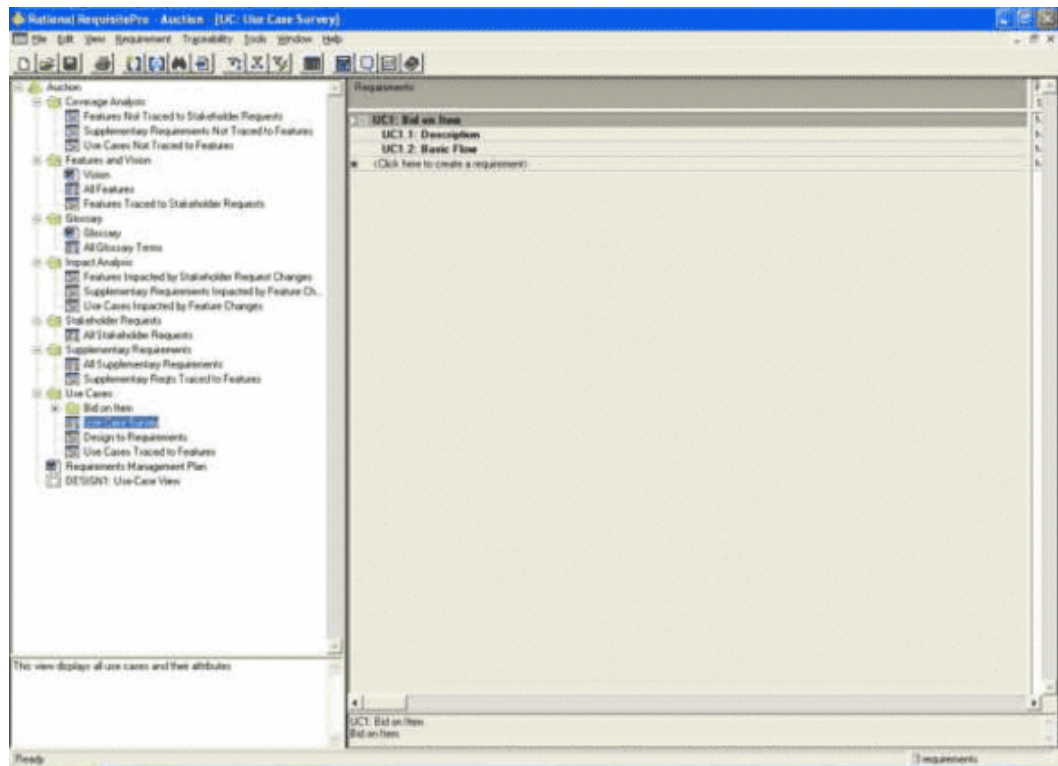 Rational RequisitePro - Auction - [UC: Use Case Survey]
File Edit View Requirement Traceability Tools Window Help
Auction
Coverage Analysis
Features Not Traced to Stakeholder Requests
Supplementary Requirements Not Traced to Features
Use Cases Not Traced to Features
Features and Vision
Vision
All Features
Features Traced to Stakeholder Requests
Glossary
Glossary
All Glossary Terms
Impact Analysis
Features Impacted by Stakeholder Request Changes
Supplementary Requirements Impacted by Feature Ch...
Use Cases Impacted by Feature Changes
Stakeholder Requests
All Stakeholder Requests
Supplementary Requirements
All Supplementary Requirements
Supplementary Reqts Traced to Features
Use Cases
Bid on Item
Use Case Survey
Design to Requirements
Use Cases Traced to Features
Requirements Management Plan
DESIGN1: Use-Case View
This view displays all use cases and their attributes
Requirements
UC1: Bid on Item
UC1.1: Description
UC1.2: Basic Flow
<Click here to create a requirement>
UC1: Bid on Item
Bid on Item
Ready
3 requirements